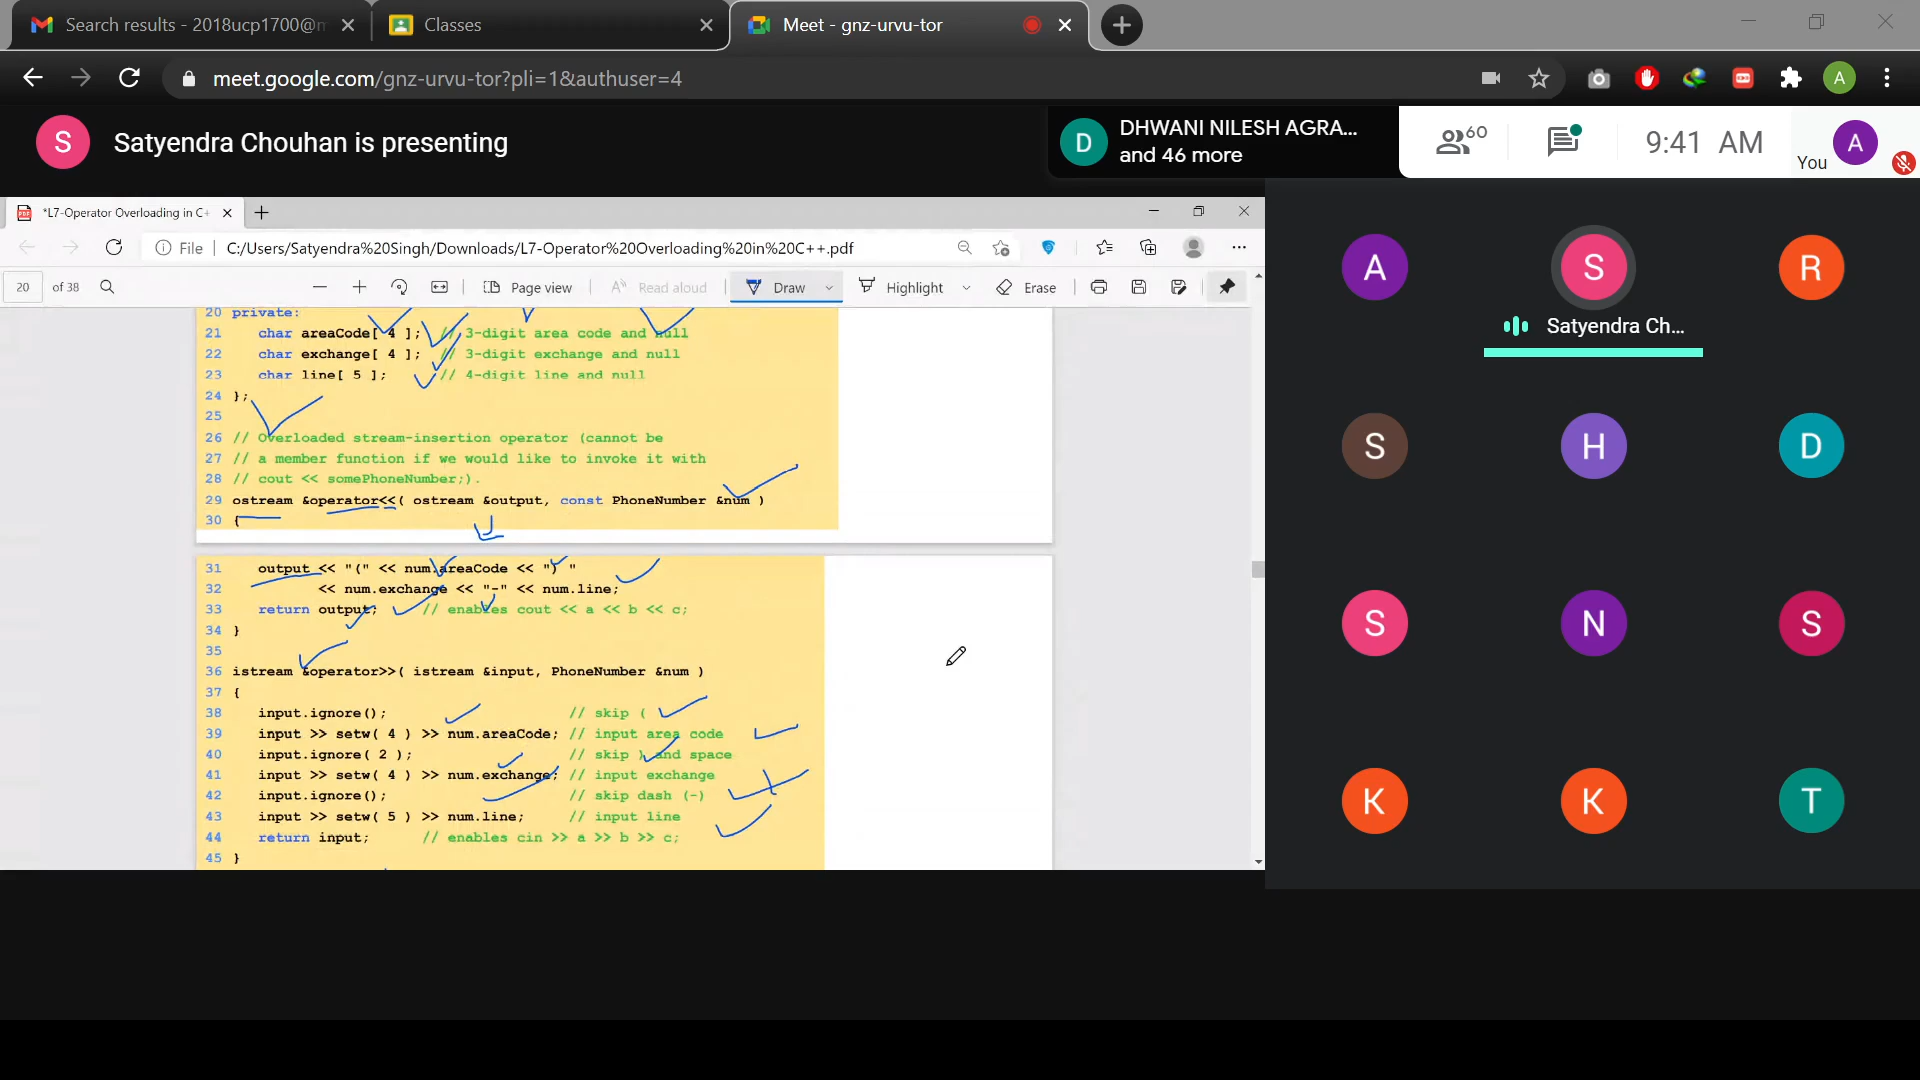 Search results - 2018ucp1700@m
Classes
Meet - gnz-urvu-tor
meet.google.com/gnz-urvu-tor?pli=1&authuser=4
A
S
Satyendra Chouhan is presenting
D
DHWANI NILESH AGRA...
and 46 more
60
9:41 AM
You
A
*L7-Operator Overloading in C+
File
C:/Users/Satyendra%20Singh/Downloads/L7-Operator%20Overloading%20in%20C++.pdf
20
of 38
Page view
Read aloud
Draw
Highlight
Erase
20 private:
21 char areaCode[ 4 ]; // 3-digit area code and null
22 char exchange[ 4 ]; // 3-digit exchange and null
23 char line[ 5 ]; // 4-digit line and null
24 };
25
26 // Overloaded stream-insertion operator (cannot be
27 // a member function if we would like to invoke it with
28 // cout << somePhoneNumber;).
29 ostream &operator<<( ostream &output, const PhoneNumber &num )
30 {
31 output << "(" << num.areaCode << ") "
32 << num.exchange << "-" << num.line;
33 return output; // enables cout << a << b << c;
34 }
35
36 istream &operator>>( istream &input, PhoneNumber &num )
37 {
38 input.ignore(); // skip (
39 input >> setw( 4 ) >> num.areaCode; // input area code
40 input.ignore( 2 ); // skip ) and space
41 input >> setw( 4 ) >> num.exchange; // input exchange
42 input.ignore(); // skip dash (-)
43 input >> setw( 5 ) >> num.line; // input line
44 return input; // enables cin >> a >> b >> c;
45 }
A
S
R
Satyendra Ch...
S
H
D
S
N
S
K
K
T